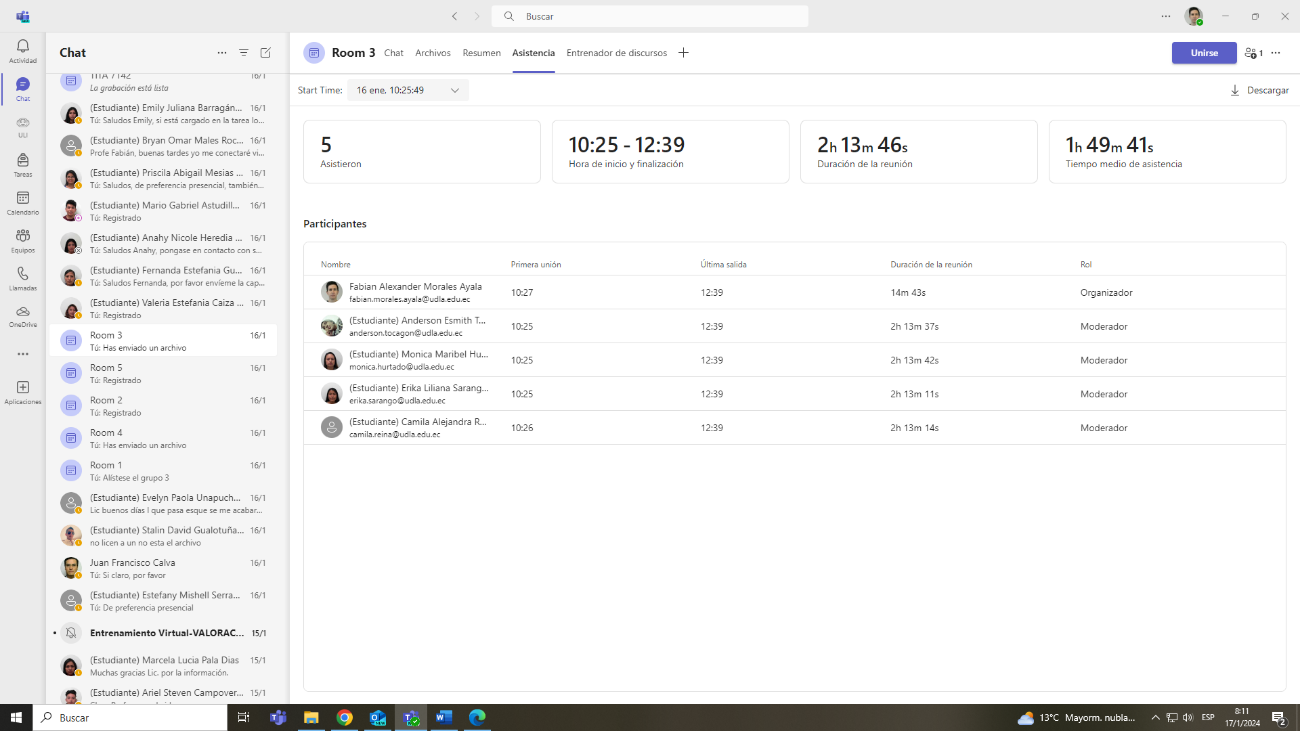 Buscar
Actividad
Chat
ULI
Tareas
Calendario
Equipos
Llamadas
OneDrive
Aplicaciones
Chat
TITA 7142 16/1
La grabación está lista
(Estudiante) Emily Juliana Barragán... 16/1
Tú: Saludos Emily, si está cargado en la tarea lo...
(Estudiante) Bryan Omar Males Roc... 16/1
Profe Fabián, buenas tardes yo me conectaré vi...
(Estudiante) Priscila Abigail Mesias ... 16/1
Tú: Saludos, de preferencia presencial, también...
(Estudiante) Mario Gabriel Astudill... 16/1
Tú: Registrado
(Estudiante) Anahy Nicole Heredia ... 16/1
Tú: Saludos Anahy, pongase en contacto con s...
(Estudiante) Fernanda Estefania Gu... 16/1
Tú: Saludos Fernanda, por favor envíeme la cap...
(Estudiante) Valeria Estefania Caiza ... 16/1
Tú: Registrado
Room 3 16/1
Tú: Has enviado un archivo
Room 5 16/1
Tú: Registrado
Room 2 16/1
Tú: Registrado
Room 4 16/1
Tú: Has enviado un archivo
Room 1 16/1
Tú: Alístese el grupo 3
(Estudiante) Evelyn Paola Unapuch... 16/1
Lic buenos días l que pasa esque se me acabar...
(Estudiante) Stalin David Gualotuña... 16/1
no licen a un no esta el archivo
Juan Francisco Calva 16/1
Tú: Si claro, por favor
(Estudiante) Estefany Mishell Serra... 16/1
Tú: De preferencia presencial
Entrenamiento Virtual-VALORAC... 15/1
(Estudiante) Marcela Lucia Pala Dias 15/1
Muchas gracias Lic, por la información.
(Estudiante) Ariel Steven Campover... 15/1
Room 3 Chat Archivos Resumen Asistencia Entrenador de discursos
Unirse 1
Start Time: 16 ene, 10:25:49
Descargar
5
Asistieron
10:25 - 12:39
Hora de inicio y finalización
2h 13m 46s
Duración de la reunión
1h 49m 41s
Tiempo medio de asistencia
Participantes
Nombre Primera unión Última salida Duración de la reunión Rol
Fabian Alexander Morales Ayala
fabian.morales.ayala@udla.edu.ec
10:27 12:39 14m 43s Organizador
(Estudiante) Anderson Esmith T...
anderson.tocagon@udla.edu.ec
10:25 12:39 2h 13m 37s Moderador
(Estudiante) Monica Maribel Hu...
monica.hurtado@udla.edu.ec
10:25 12:39 2h 13m 42s Moderador
(Estudiante) Erika Liliana Sarang...
erika.sarango@udla.edu.ec
10:25 12:39 2h 13m 11s Moderador
(Estudiante) Camila Alejandra R...
camila.reina@udla.edu.ec
10:26 12:39 2h 13m 14s Moderador
Buscar
13°C Mayorm. nubla...
ESP
8:11
17/1/2024
2